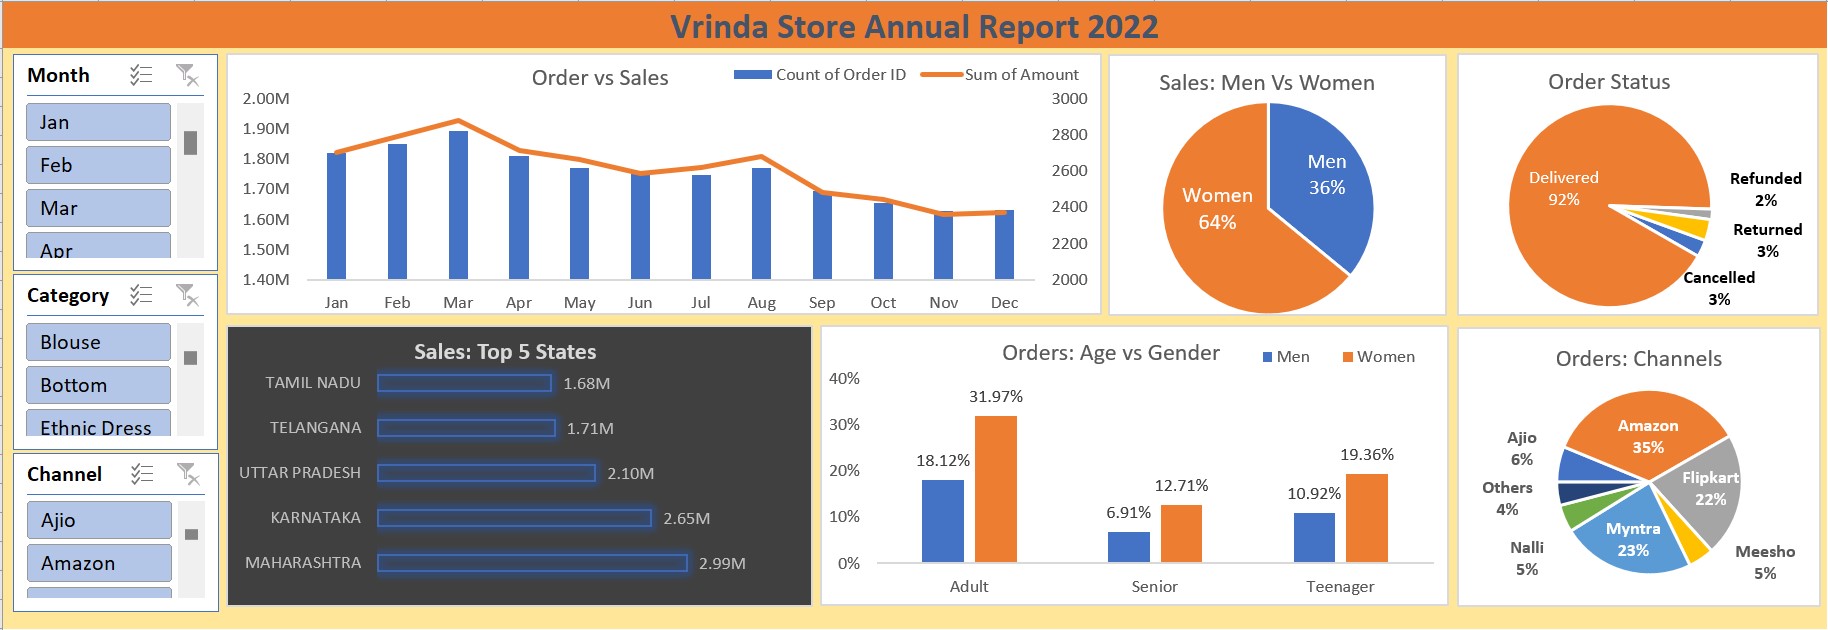 Vrinda Store Annual Report 2022
Month
Jan
Feb
Mar
Apr
Category
Blouse
Bottom
Ethnic Dress
Channel
Ajio
Amazon
Order vs Sales
Count of Order ID
Sum of Amount
2.00M
1.90M
1.80M
1.70M
1.60M
1.50M
1.40M
3000
2800
2600
2400
2200
2000
Jan Feb Mar Apr May Jun Jul Aug Sep Oct Nov Dec
Sales: Men Vs Women
Men
36%
Women
64%
Order Status
Delivered
92%
Refunded
2%
Returned
3%
Cancelled
3%
Sales: Top 5 States
TAMIL NADU 1.68M
TELANGANA 1.71M
UTTAR PRADESH 2.10M
KARNATAKA 2.65M
MAHARASHTRA 2.99M
Orders: Age vs Gender
Men Women
40%
30%
20%
10%
0%
18.12% 31.97%
6.91% 12.71%
10.92% 19.36%
Adult Senior Teenager
Orders: Channels
Amazon
35%
Flipkart
22%
Meesho
5%
Myntra
23%
Nalli
5%
Others
4%
Ajio
6%